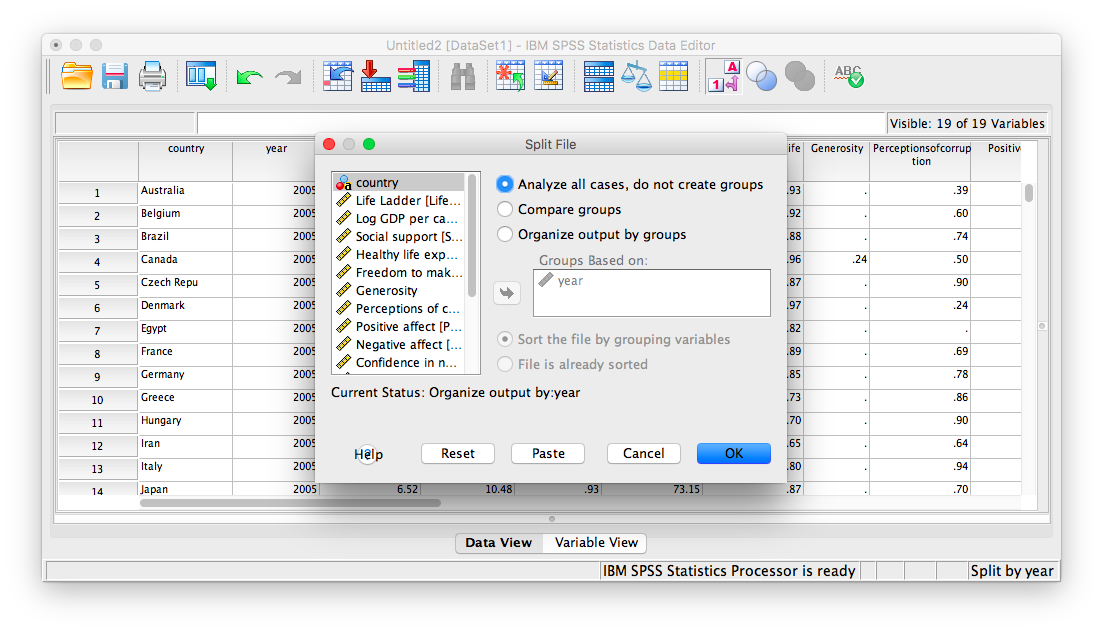 Untitled2 [DataSet1] - IBM SPSS Statistics Data Editor
A
1
ABC
Visible: 19 of 19 Variables
country year ife Generosity Perceptionsofcorrup Positiv
tion
1 Australia 2005 .93 . .39
2 Belgium 2005 .92 . .60
3 Brazil 2005 .88 . .74
4 Canada 2005 .96 .24 .50
5 Czech Repu 2005 .87 . .90
6 Denmark 2005 .97 . .24
7 Egypt 2005 .82 . .
8 France 2005 .89 . .69
9 Germany 2005 .85 . .78
10 Greece 2005 .73 . .86
11 Hungary 2005 .70 . .90
12 Iran 2005 .65 . .64
13 Italy 2005 .80 . .94
14 Japan 2005 6.52 10.48 .93 73.15 .87 . .70
Split File
country
Life Ladder [Life...
Log GDP per ca...
Social support [S...
Healthy life exp...
Freedom to mak...
Generosity
Perceptions of c...
Positive affect [P...
Negative affect [...
Confidence in n...
Analyze all cases, do not create groups
Compare groups
Organize output by groups
Groups Based on:
year
Sort the file by grouping variables
File is already sorted
Current Status: Organize output by:year
Help Reset Paste Cancel OK
Data View Variable View
IBM SPSS Statistics Processor is ready Split by year